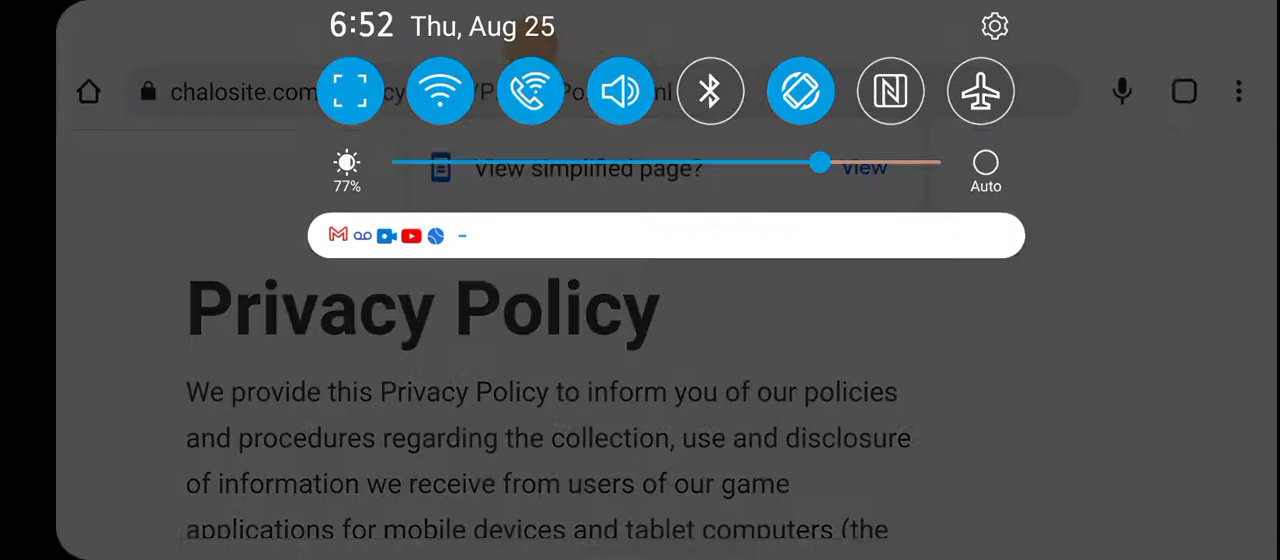 6:52 Thu, Aug 25
chalosite.com
View simplified page?
View
77%
Auto
Privacy Policy
We provide this Privacy Policy to inform you of our policies
and procedures regarding the collection, use and disclosure
of information we receive from users of our game
applications for mobile devices and tablet computers (the